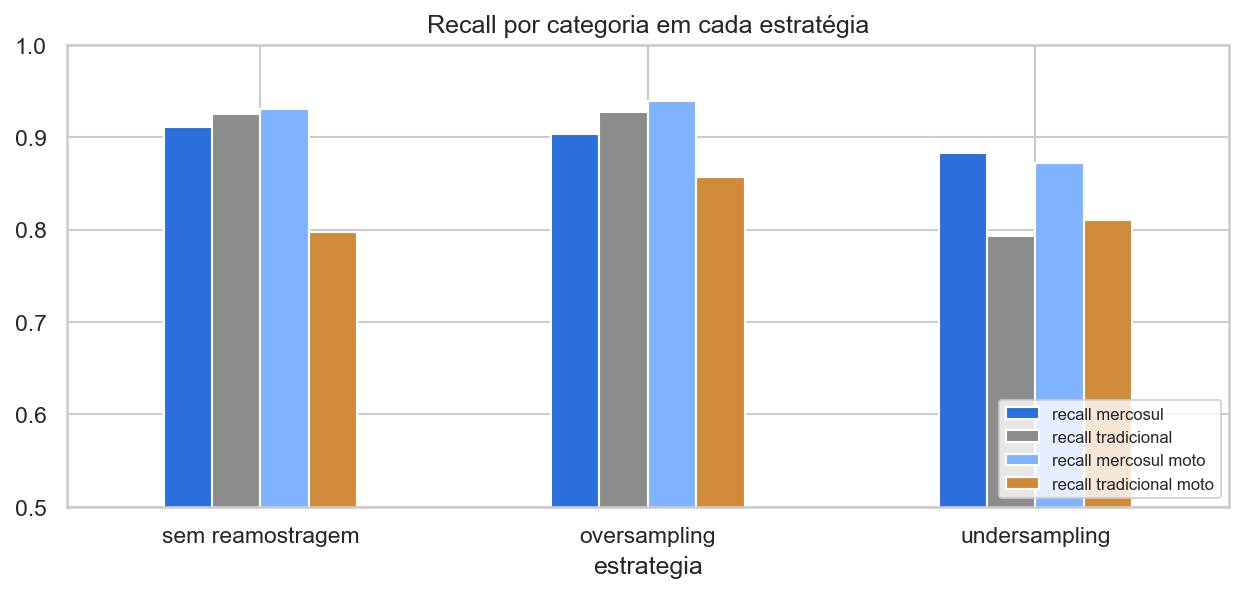 Recall por categoria em cada estratégia
1.0
0.9
0.8
0.7
0.6
0.5
sem reamostragem
oversampling
undersampling
estrategia
recall mercosul
recall tradicional
recall mercosul moto
recall tradicional moto